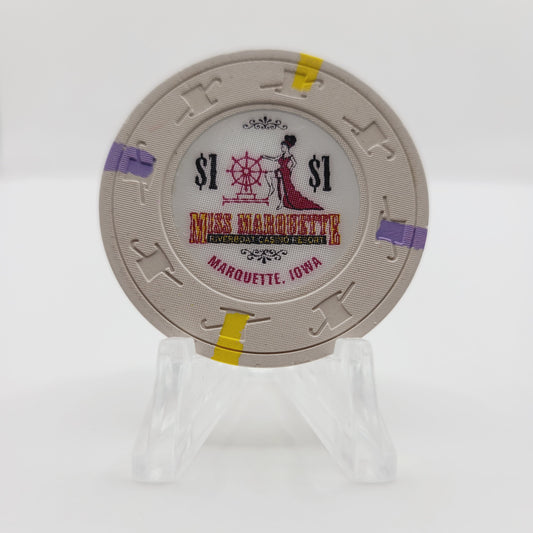 $1 $1
MISS MARQUETTE
RIVERBOAT CASINO RESORT
MARQUETTE, IOWA